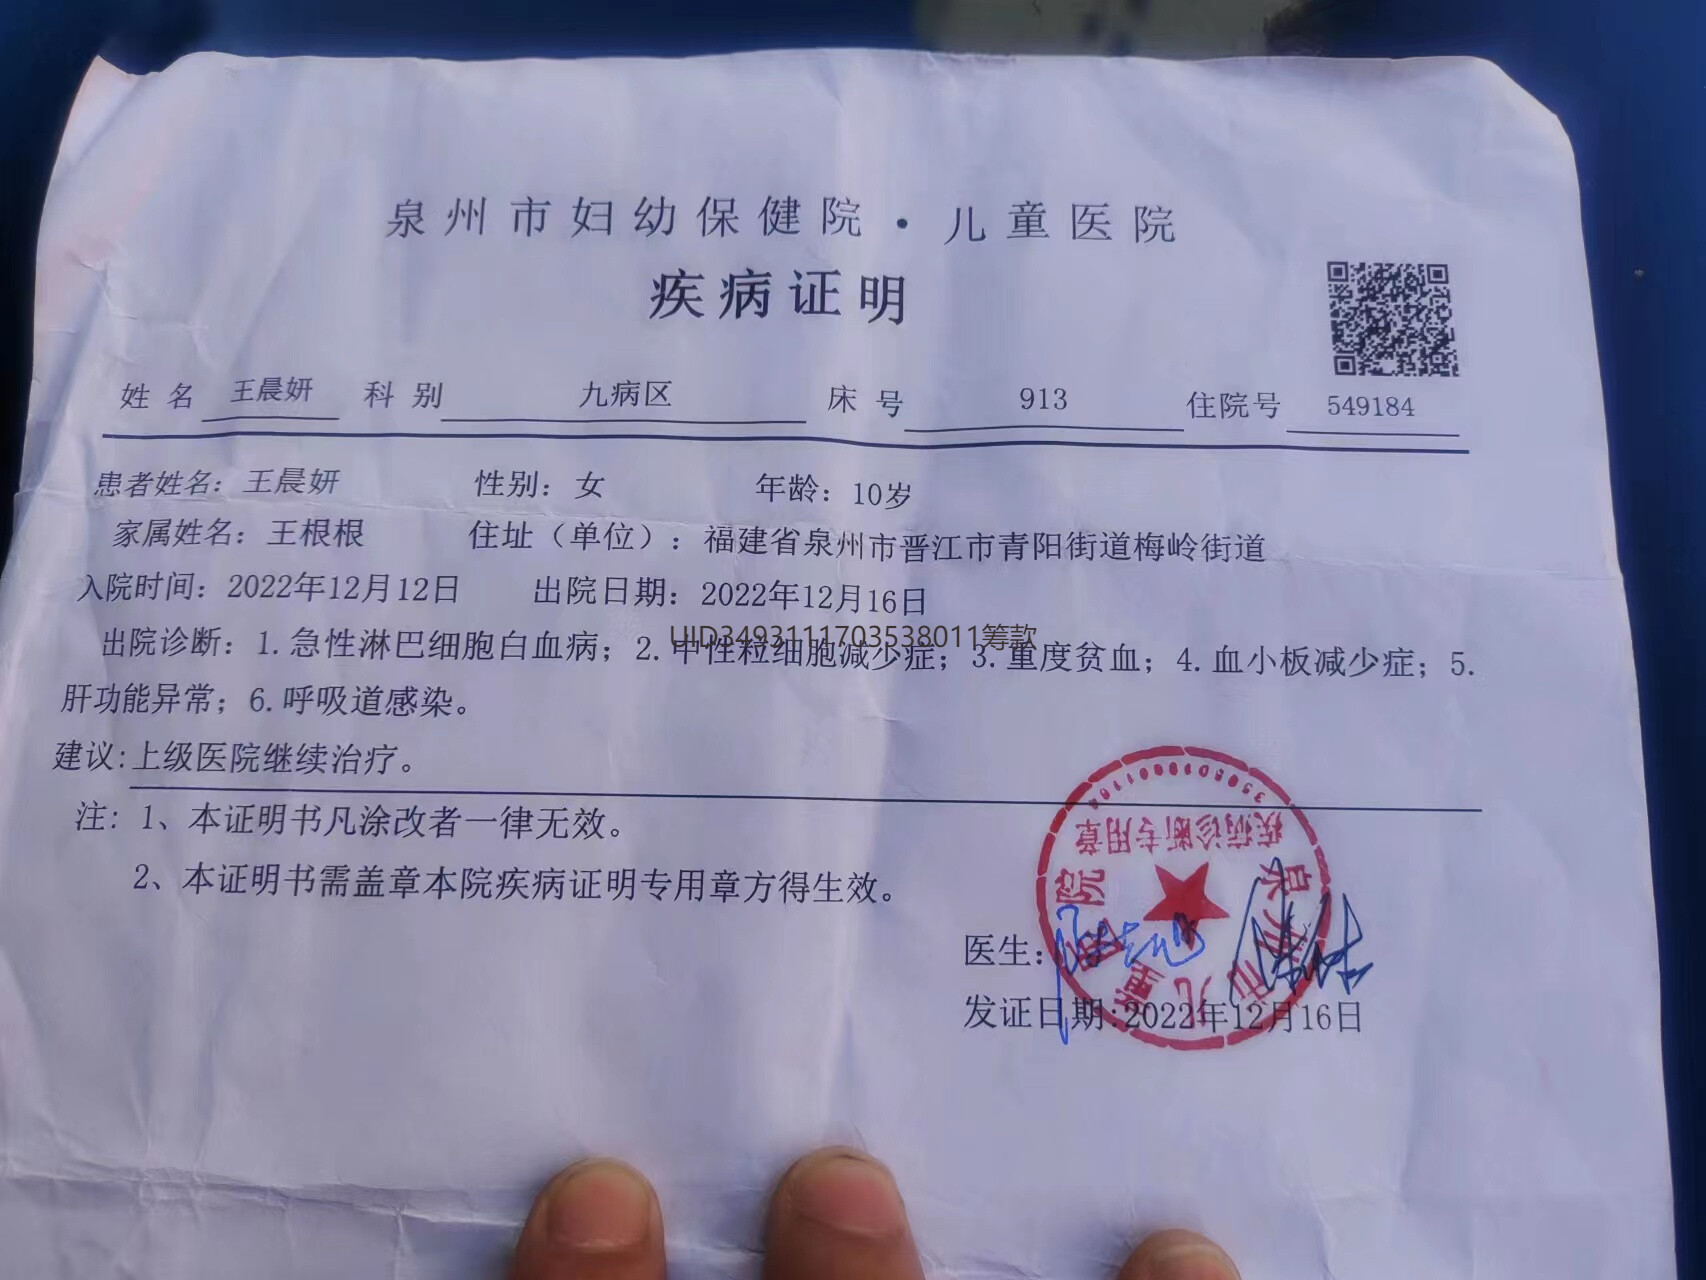 泉州市妇幼保健院·儿童医院
疾病证明
姓名 王晨妍 科别 九病区 床号 913 住院号 549184
患者姓名：王晨妍 性别：女 年龄：10岁
家属姓名：王根根 住址（单位）：福建省泉州市晋江市青阳街道梅岭街道
入院时间：2022年12月12日 出院日期：2022年12月16日
UID3493111703538011筹款
出院诊断：1.急性淋巴细胞白血病；2.中性粒细胞减少症；3.重度贫血；4.血小板减少症；5.
肝功能异常；6.呼吸道感染。
建议:上级医院继续治疗。
注：1、本证明书凡涂改者一律无效。
2、本证明书需盖章本院疾病证明专用章方得生效。
泉州市儿童医院
疾病诊断专用章
医生：
发证日期:2022年12月16日